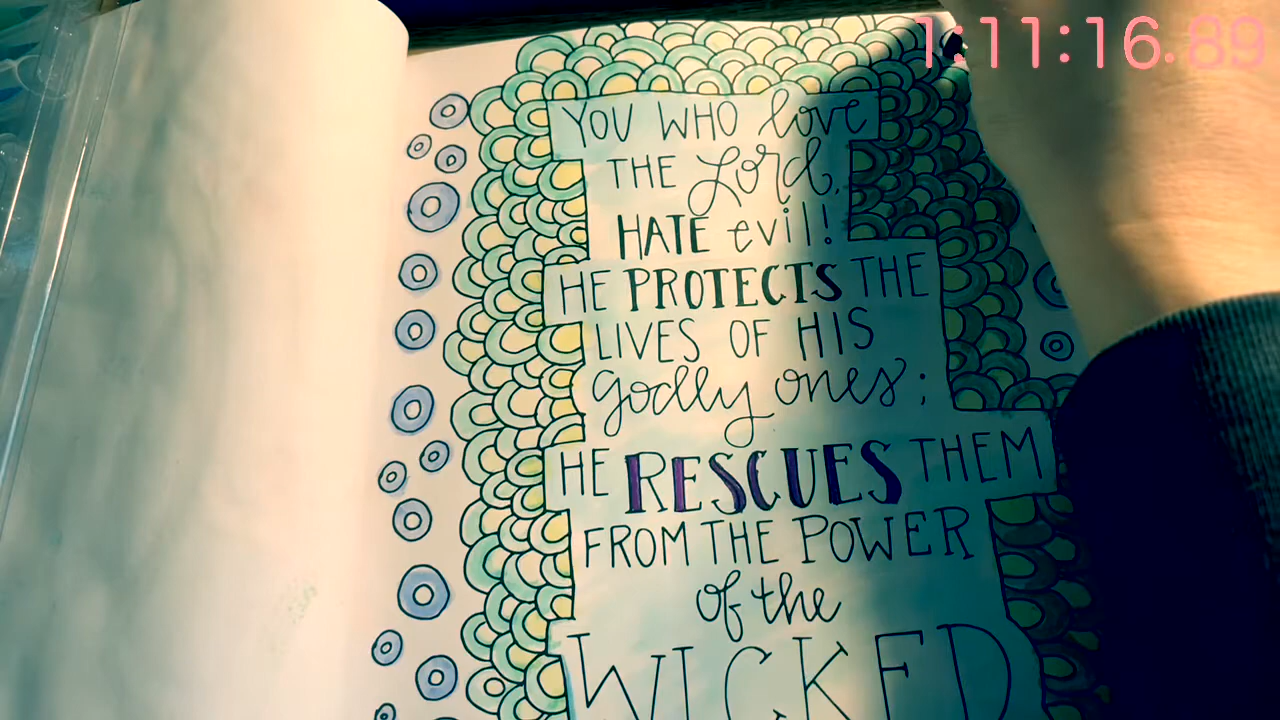 1:11:16.89
YOU WHO love
THE Lord,
HATE evil!
HE PROTECTS THE
LIVES OF HIS
godly ones;
HE RESCUES THEM
FROM THE POWER
of the
WICKED